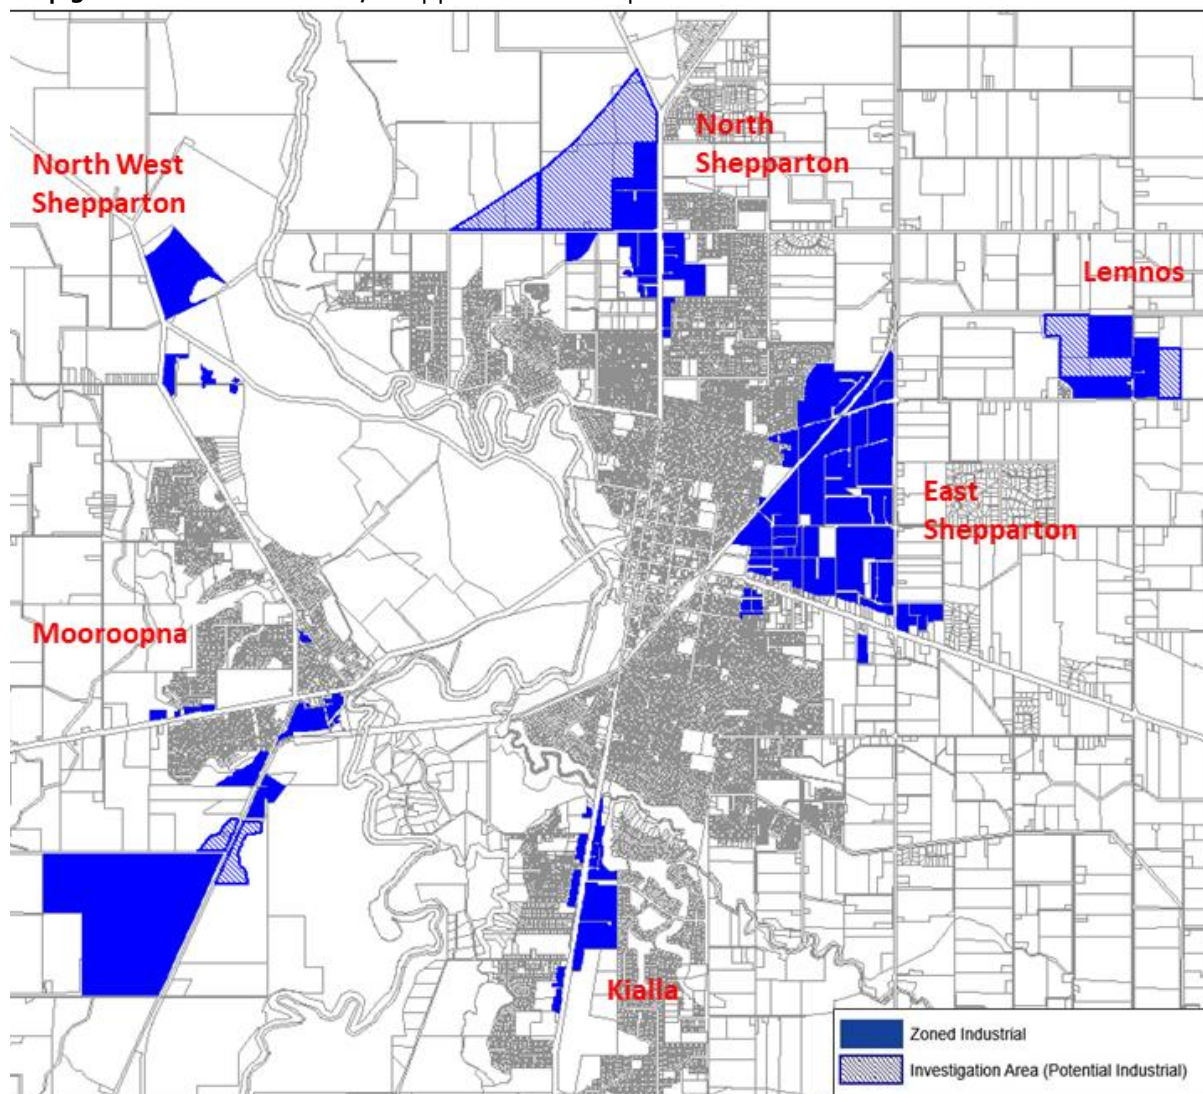 North
Shepparton
North West
Shepparton
Lemnos
East
Shepparton
Mooroopna
Kialla
Zoned Industrial
Investigation Area (Potential Industrial)